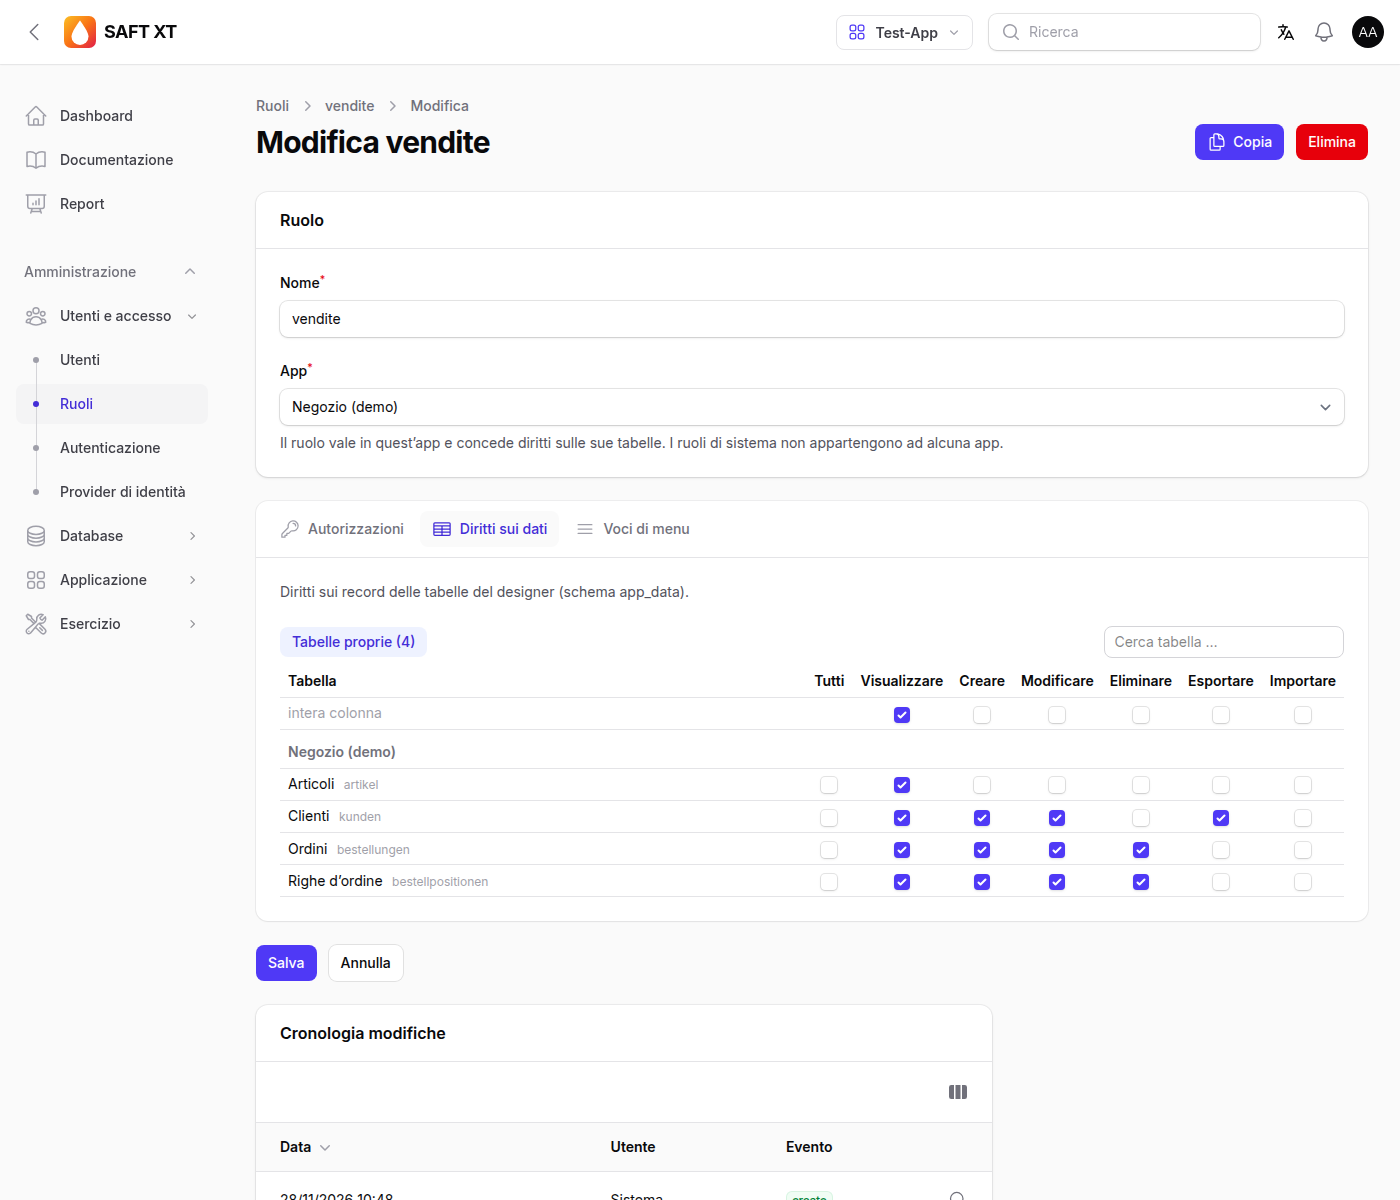 SAFT XT
Test-App
Ricerca
AA
Dashboard
Documentazione
Report
Amministrazione
Utenti e accesso
Utenti
Ruoli
Autenticazione
Provider di identità
Database
Applicazione
Esercizio
Ruoli > vendite > Modifica
Modifica vendite
Copia
Elimina
Ruolo
Nome*
vendite
App*
Negozio (demo)
Il ruolo vale in quest’app e concede diritti sulle sue tabelle. I ruoli di sistema non appartengono ad alcuna app.
Autorizzazioni
Diritti sui dati
Voci di menu
Diritti sui record delle tabelle del designer (schema app_data).
Tabelle proprie (4)
Cerca tabella ...
Tabella Tutti Visualizzare Creare Modificare Eliminare Esportare Importare
intera colonna
Negozio (demo)
Articoli artikel
Clienti kunden
Ordini bestellungen
Righe d’ordine bestellpositionen
Salva
Annulla
Cronologia modifiche
Data Utente Evento
28/11/2026 10:48 Sistema create